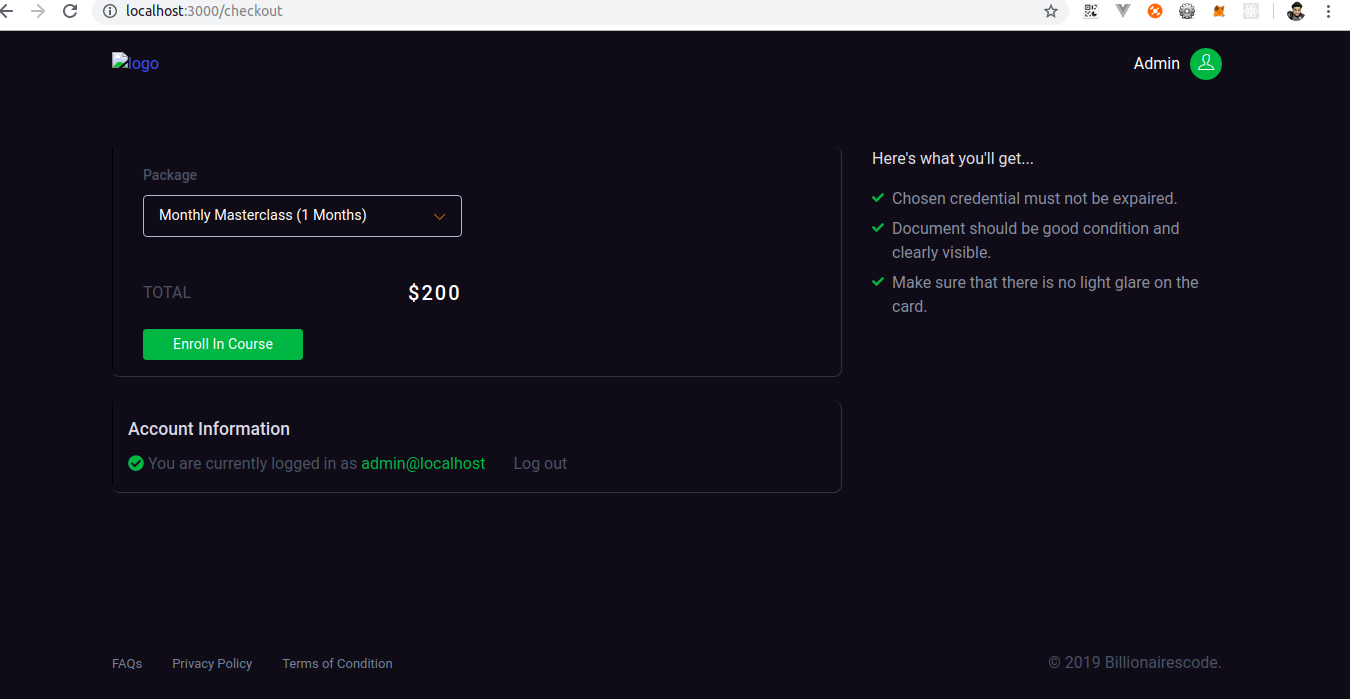 localhost:3000/checkout
logo
Admin
Package
Monthly Masterclass (1 Months)
TOTAL
$200
Enroll In Course
Here's what you'll get...
Chosen credential must not be expaired.
Document should be good condition and
clearly visible.
Make sure that there is no light glare on the
card.
Account Information
You are currently logged in as admin@localhost
Log out
FAQs
Privacy Policy
Terms of Condition
© 2019 Billionairescode.